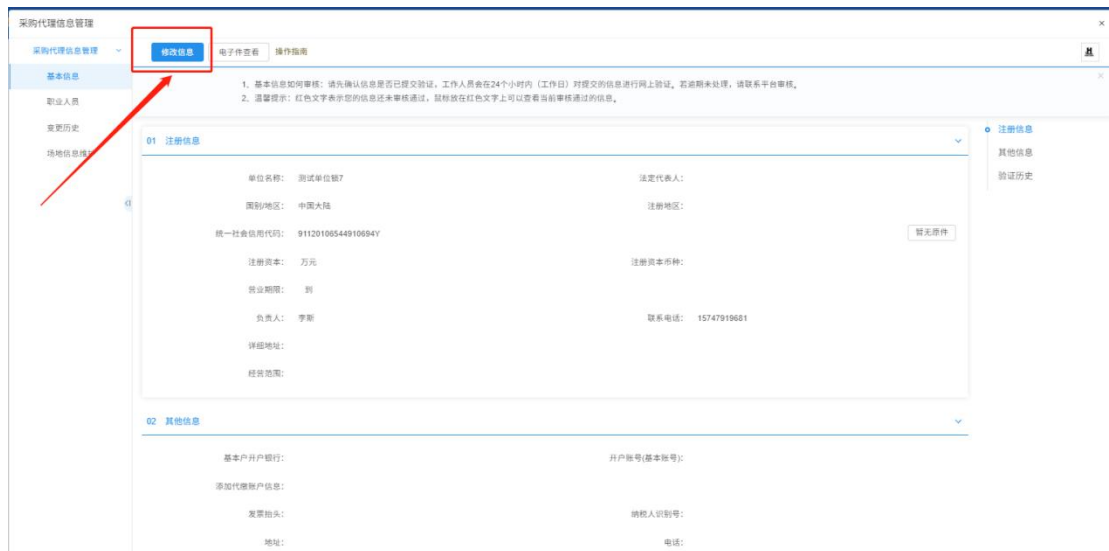 采购代理信息管理
采购代理信息管理
修改信息 电子件查看 操作指南
基本信息
职业人员
变更历史
场地信息维护
1、基本信息如何审核:请先确认信息是否已提交验证,工作人员会在24个小时内(工作日)对提交的信息进行网上验证。若逾期未处理,请联系平台审核。
2、温馨提示:红色文字表示您的信息还未审核通过,鼠标放在红色文字上可以查看当前审核通过的信息。
01 注册信息
单位名称: 测试单位锁7 法定代表人:
国别/地区: 中国大陆 注册地区:
统一社会信用代码: 91120106544910694Y 暂无原件
注册资本: 万元 注册资本币种:
营业期限: 到
负责人: 李斯 联系电话: 15747919681
详细地址:
经营范围:
02 其他信息
基本户开户银行: 开户账号(基本账号):
添加代缴账户信息:
发票抬头: 纳税人识别号:
地址: 电话:
注册信息
其他信息
验证历史